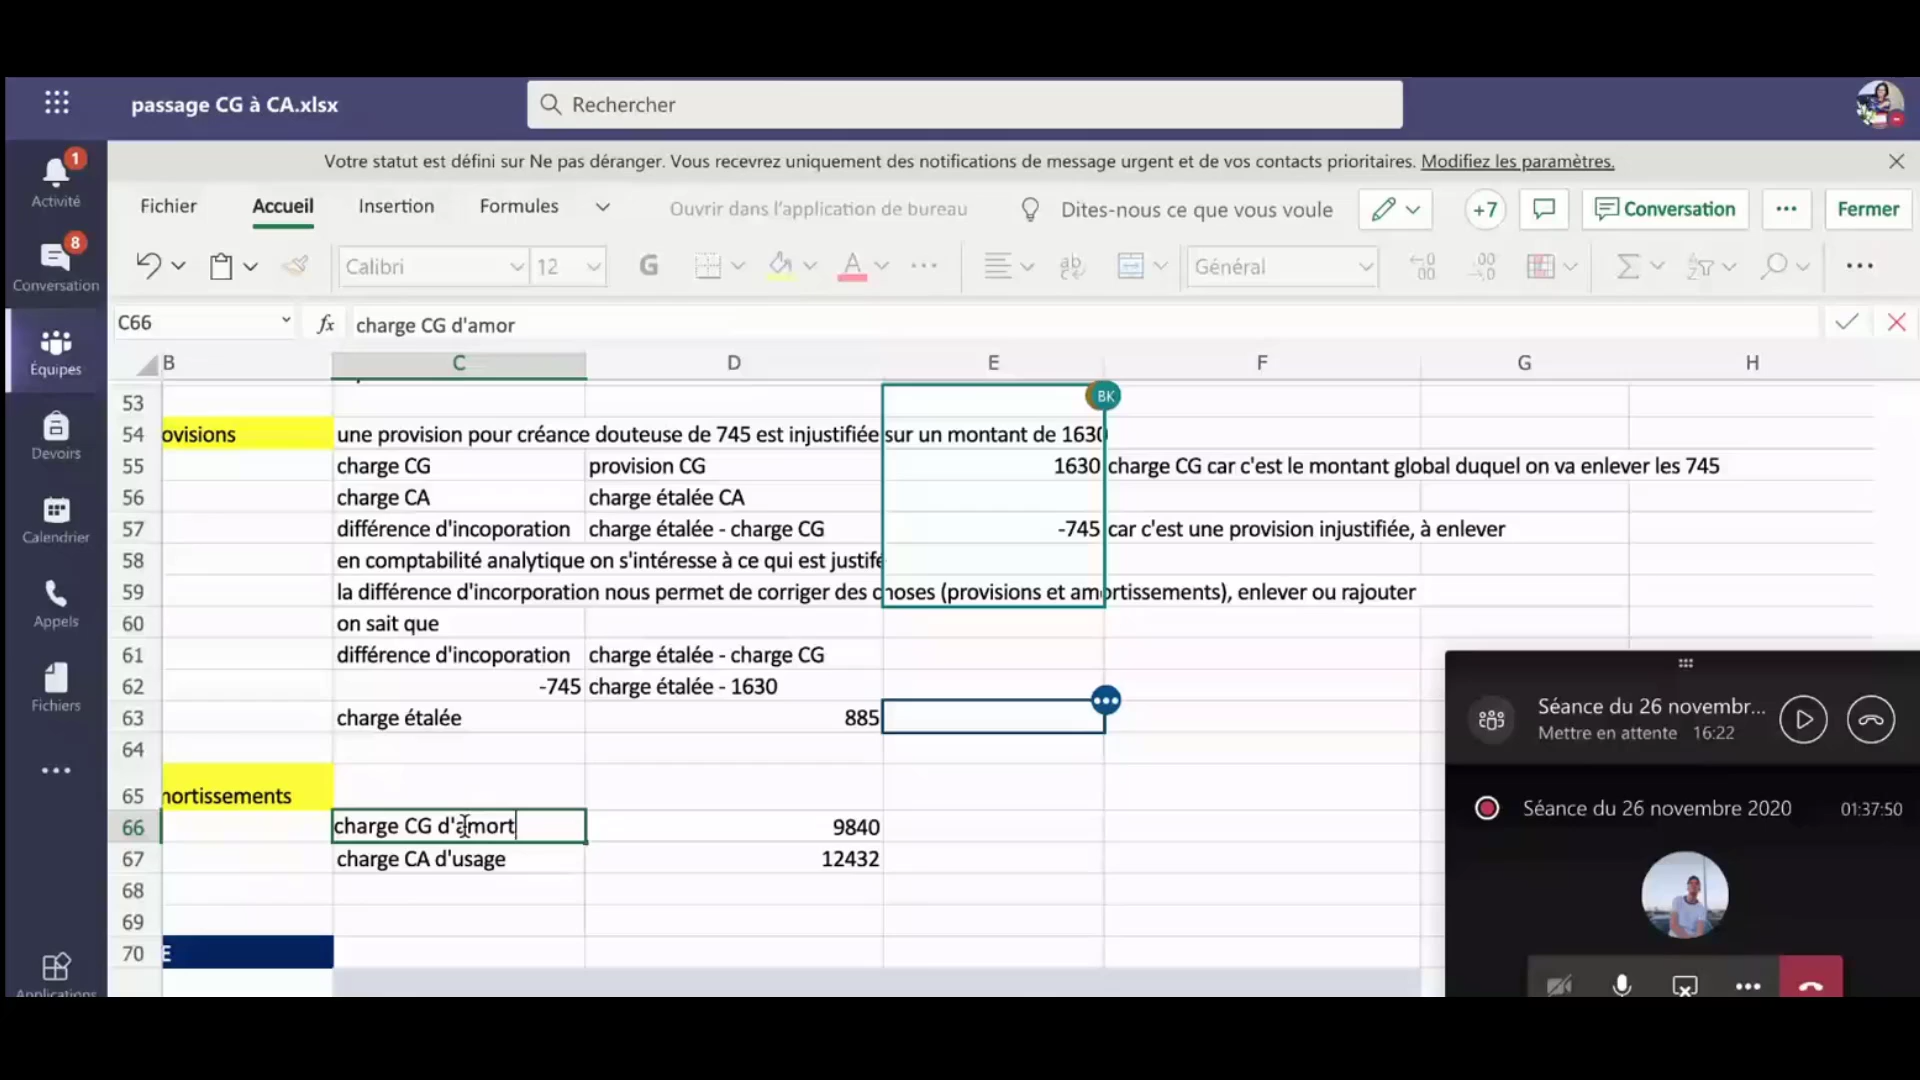 passage CG à CA.xlsx
Rechercher
Votre statut est défini sur Ne pas déranger. Vous recevrez uniquement des notifications de message urgent et de vos contacts prioritaires. Modifiez les paramètres.
1
Activité
8
Conversation
Équipes
Devoirs
Calendrier
Appels
Fichiers
Applications
Fichier Accueil Insertion Formules Ouvrir dans l'application de bureau Dites-nous ce que vous voule +7 Conversation Fermer
Calibri 12 G A Général
C66 fx charge CG d'amor
B C D E F G H
53 BK
54 ovisions une provision pour créance douteuse de 745 est injustifiée sur un montant de 1630
55 charge CG provision CG 1630 charge CG car c'est le montant global duquel on va enlever les 745
56 charge CA charge étalée CA
57 différence d'incoporation charge étalée - charge CG -745 car c'est une provision injustifiée, à enlever
58 en comptabilité analytique on s'intéresse à ce qui est justifé
59 la différence d'incorporation nous permet de corriger des choses (provisions et amortissements), enlever ou rajouter
60 on sait que
61 différence d'incoporation charge étalée - charge CG
62 -745 charge étalée - 1630
63 charge étalée 885
64
65 nortissements
66 charge CG d'amort 9840
67 charge CA d'usage 12432
68
69
70 E
Séance du 26 novembr...
Mettre en attente 16:22
Séance du 26 novembre 2020 01:37:50